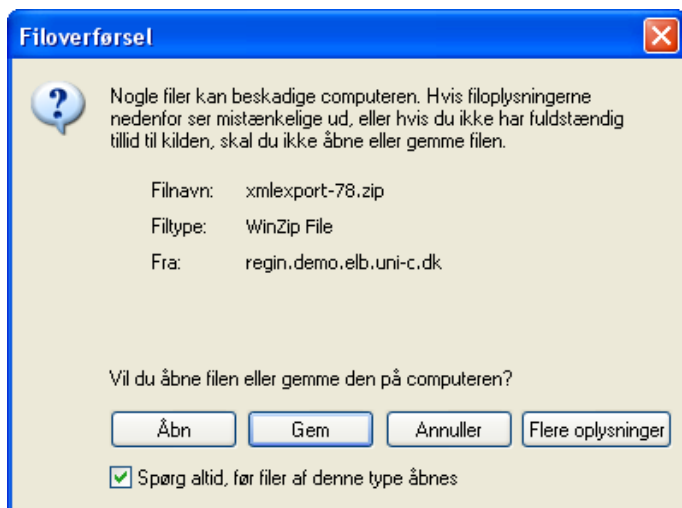 Filoverførsel
Nogle filer kan beskadige computeren. Hvis filoplysningerne
nedenfor ser mistænkelige ud, eller hvis du ikke har fuldstændig
tillid til kilden, skal du ikke åbne eller gemme filen.
Filnavn: xmlexport-78.zip
Filtype: WinZip File
Fra: regin.demo.elb.uni-c.dk
Vil du åbne filen eller gemme den på computeren?
Åbn Gem Annuller Flere oplysninger
Spørg altid, før filer af denne type åbnes